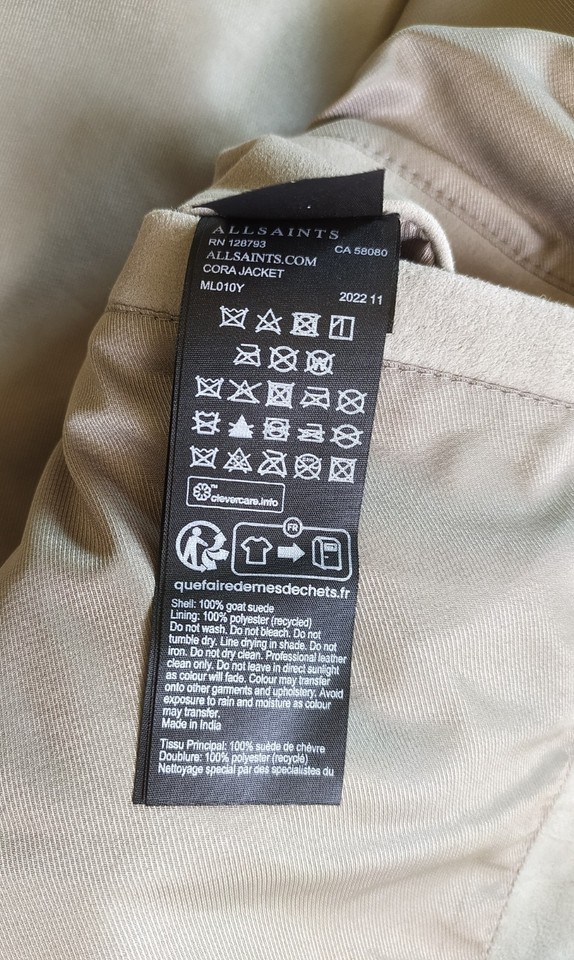 ALLSAINTS
RN 128793 CA 58080
ALLSAINTS.COM
CORA JACKET
ML010Y 2022 11
TM
clevercare.info
FR
quefairedemesdechets.fr
Shell: 100% goat suede
Lining: 100% polyester (recycled)
Do not wash. Do not bleach. Do not
tumble dry. Line drying in shade. Do not
iron. Do not dry clean. Professional leather
clean only. Do not leave in direct sunlight
as colour will fade. Colour may transfer
onto other garments and upholstery. Avoid
exposure to rain and moisture as colour
may transfer.
Made in India
Tissu Principal: 100% suède de chèvre
Doublure: 100% polyester (recyclé)
Nettoyage spécial par des specialistes du